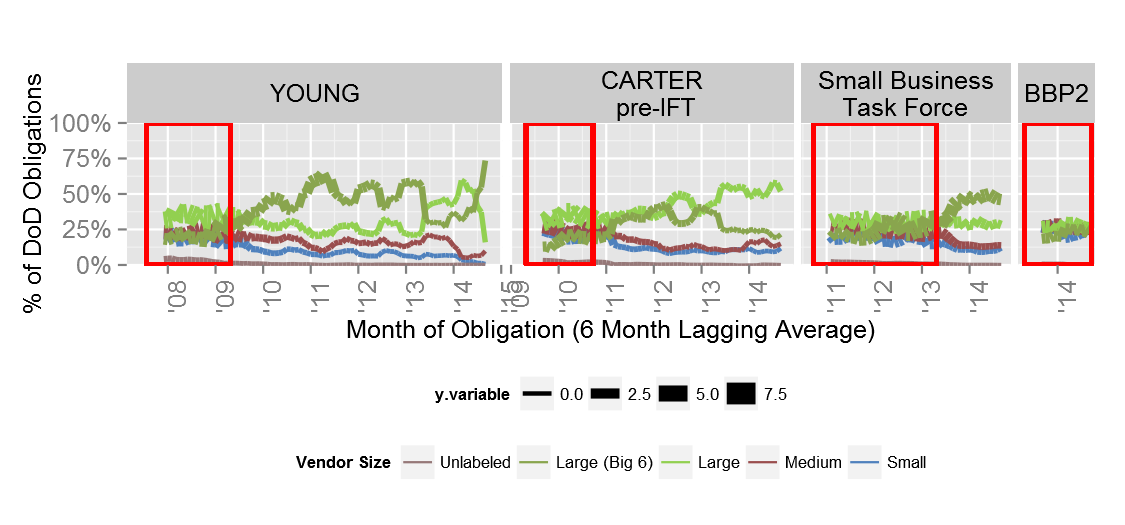 YOUNG
CARTER
pre-IFT
Small Business
Task Force
BBP2
% of DoD Obligations
100%
75%
50%
25%
0%
'08 '09 '10 '11 '12 '13 '14 '15
'09 '10 '11 '12 '13 '14
'11 '12 '13 '14
'14
Month of Obligation (6 Month Lagging Average)
y.variable 0.0 2.5 5.0 7.5
Vendor Size Unlabeled Large (Big 6) Large Medium Small